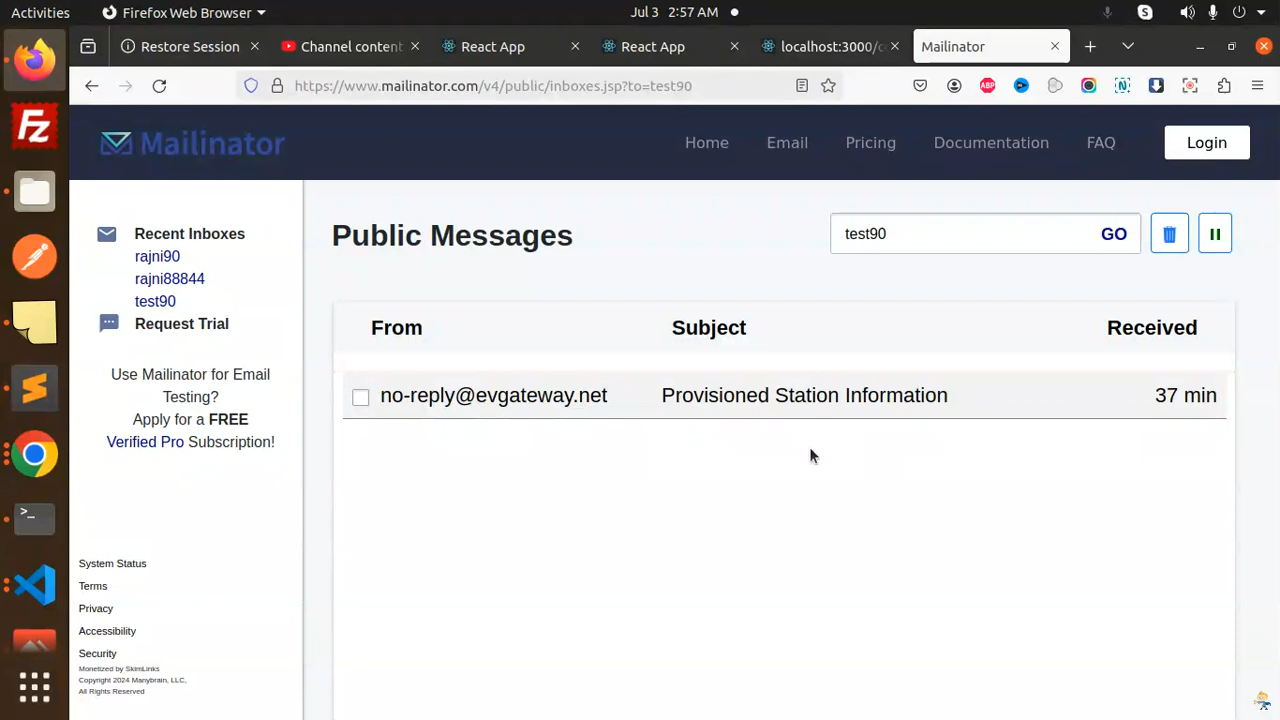 Activities
Firefox Web Browser
Jul 3 2:57 AM
Restore Session
Channel content
React App
React App
localhost:3000/c
Mailinator
https://www.mailinator.com/v4/public/inboxes.jsp?to=test90
ABP
N
Mailinator
Home
Email
Pricing
Documentation
FAQ
Login
Recent Inboxes
rajni90
rajni88844
test90
Request Trial
Use Mailinator for Email
Testing?
Apply for a FREE
Verified Pro Subscription!
System Status
Terms
Privacy
Accessibility
Security
Monetized by SkimLinks
Copyright 2024 Manybrain, LLC,
All Rights Reserved
Public Messages
test90
GO
From
Subject
Received
no-reply@evgateway.net
Provisioned Station Information
37 min